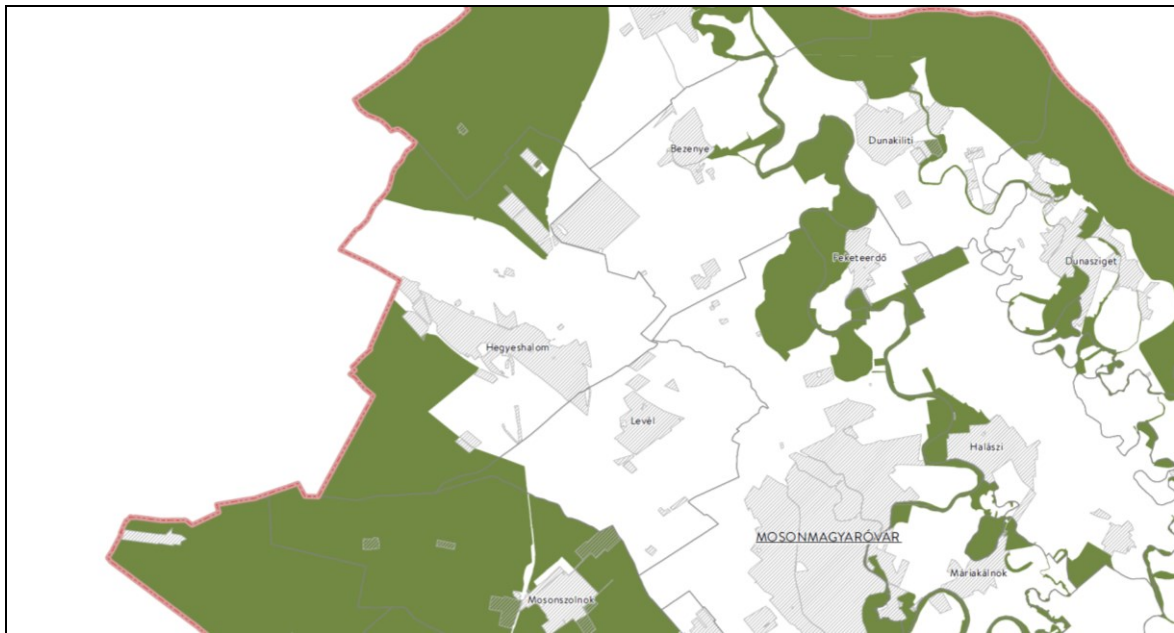 Bezenye
Dunakiliti
Feketeerdő
Dunasziget
Hegyeshalom
Levél
Halászi
MOSONMAGYARÓVÁR
Máriakálnok
Mosonszolnok